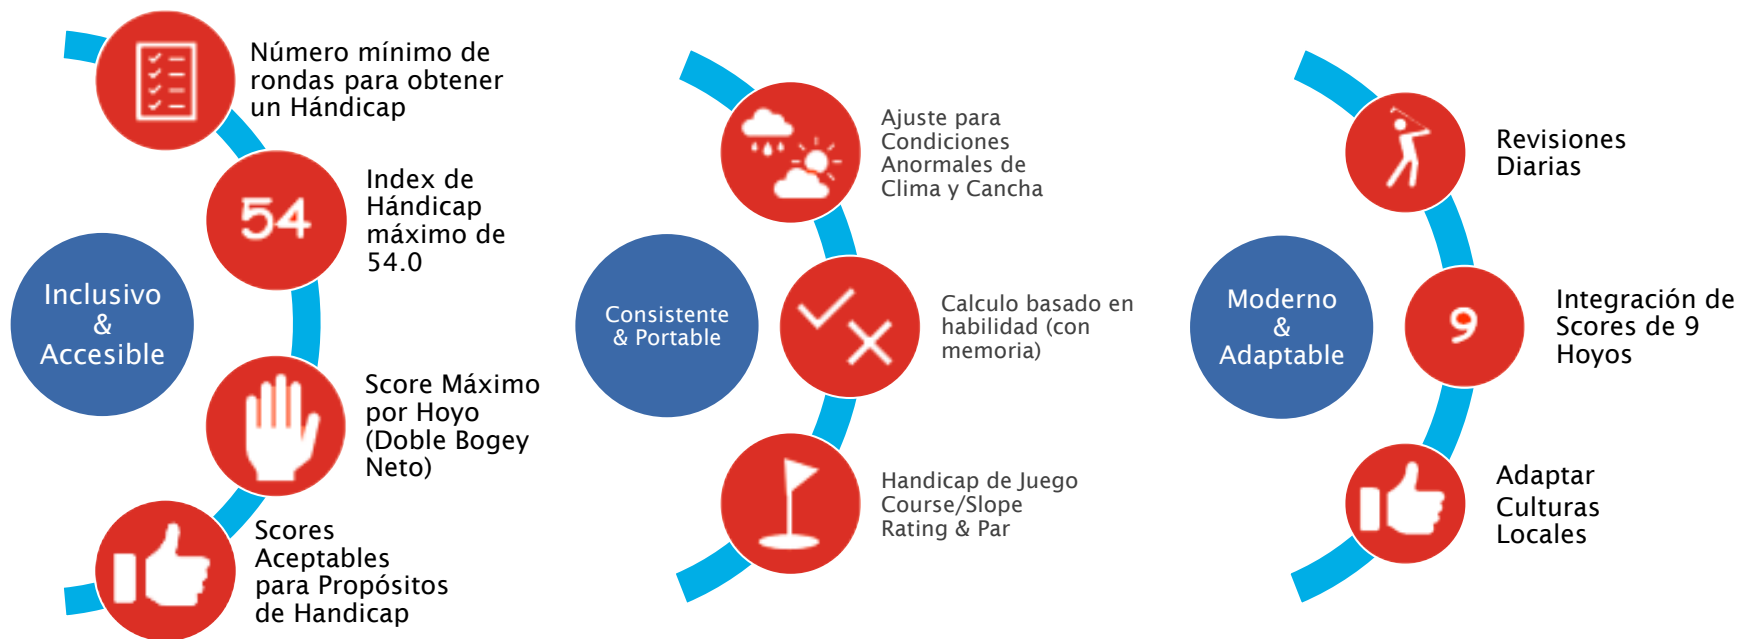 Inclusivo
&
Accesible
Número mínimo de
rondas para obtener
un Hándicap
54
Index de
Hándicap
máximo de
54.0
Score Máximo
por Hoyo
(Doble Bogey
Neto)
Scores
Aceptables
para Propósitos
de Handicap
Consistente
& Portable
Ajuste para
Condiciones
Anormales de
Clima y Cancha
Calculo basado en
habilidad (con
memoria)
Handicap de Juego
Course/Slope
Rating & Par
Moderno
&
Adaptable
Revisiones
Diarias
9
Integración de
Scores de 9
Hoyos
Adaptar
Culturas
Locales